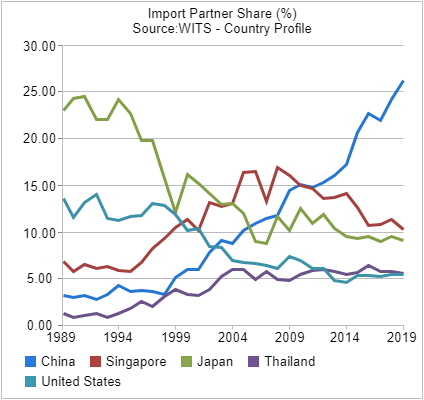 Import Partner Share (%)
Source:WITS - Country Profile
30.00
25.00
20.00
15.00
10.00
5.00
0.00
1989 1994 1999 2004 2009 2014 2019
China Singapore Japan Thailand
United States